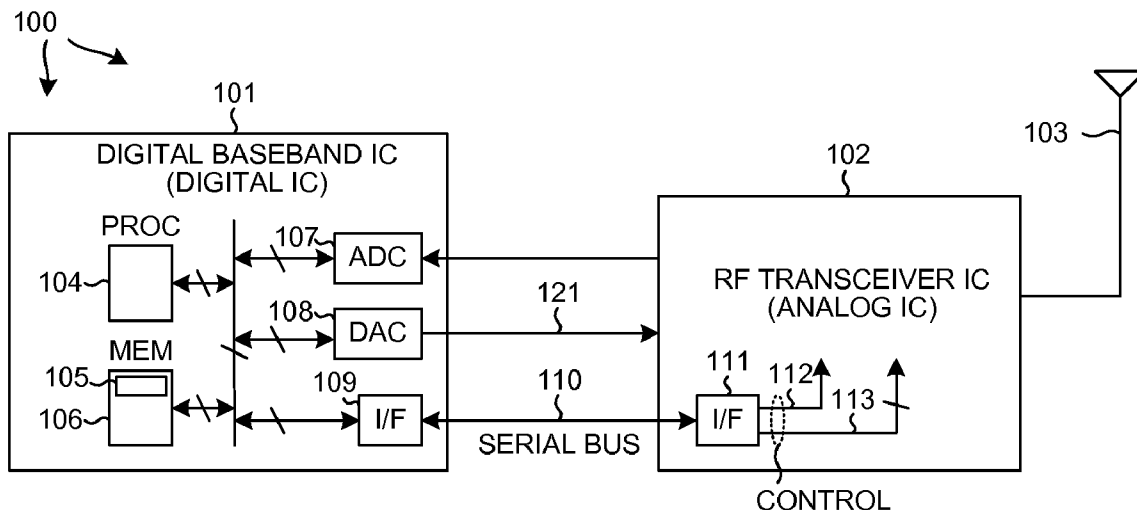 100
101
DIGITAL BASEBAND IC
(DIGITAL IC)
PROC
104
107
ADC
108
DAC
MEM
105
106
109
I/F
121
110
SERIAL BUS
102
RF TRANSCEIVER IC
(ANALOG IC)
111
I/F
112
113
CONTROL
103